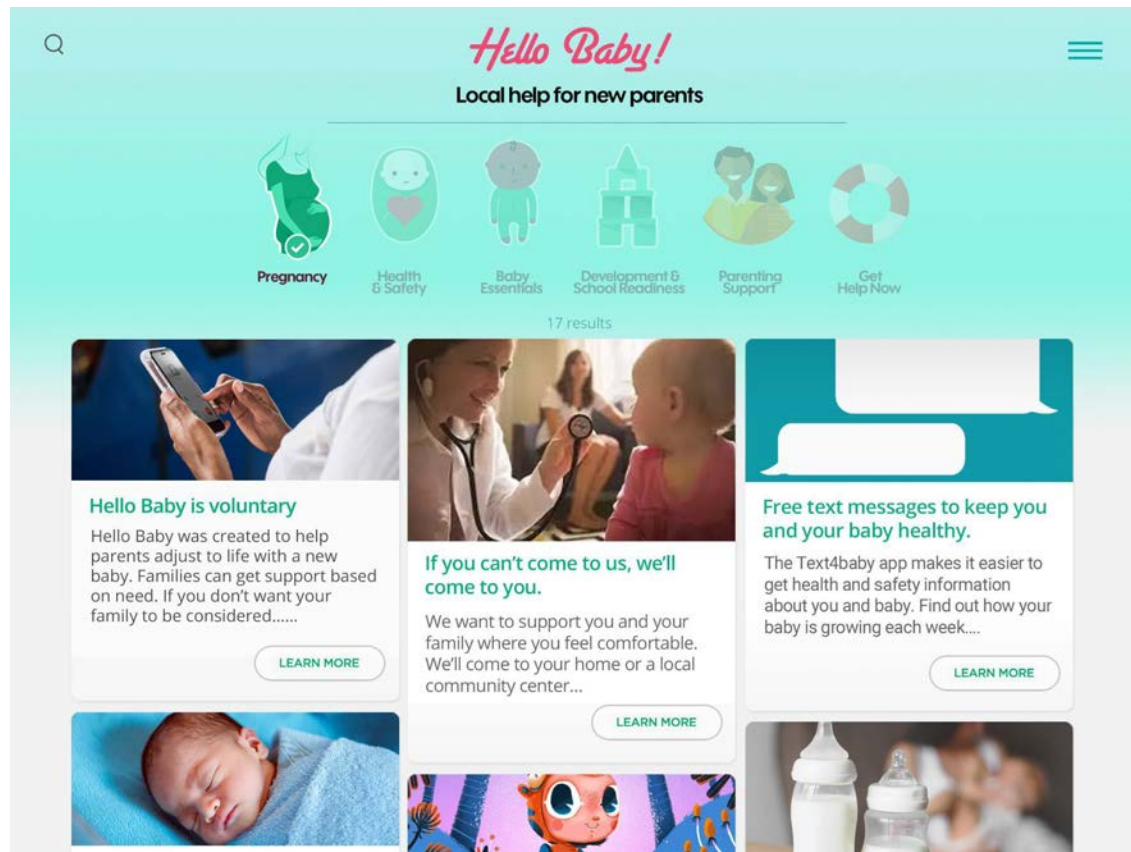 Hello Baby!
Local help for new parents
Pregnancy
Health
& Safety
Baby
Essentials
Development &
School Readiness
Parenting
Support
Get
Help Now
17 results
Hello Baby is voluntary
Hello Baby was created to help
parents adjust to life with a new
baby. Families can get support based
on need. If you don't want your
family to be considered......
LEARN MORE
If you can't come to us, we'll
come to you.
We want to support you and your
family where you feel comfortable.
We'll come to your home or a local
community center...
LEARN MORE
Free text messages to keep you
and your baby healthy.
The Text4baby app makes it easier to
get health and safety information
about you and baby. Find out how your
baby is growing each week....
LEARN MORE